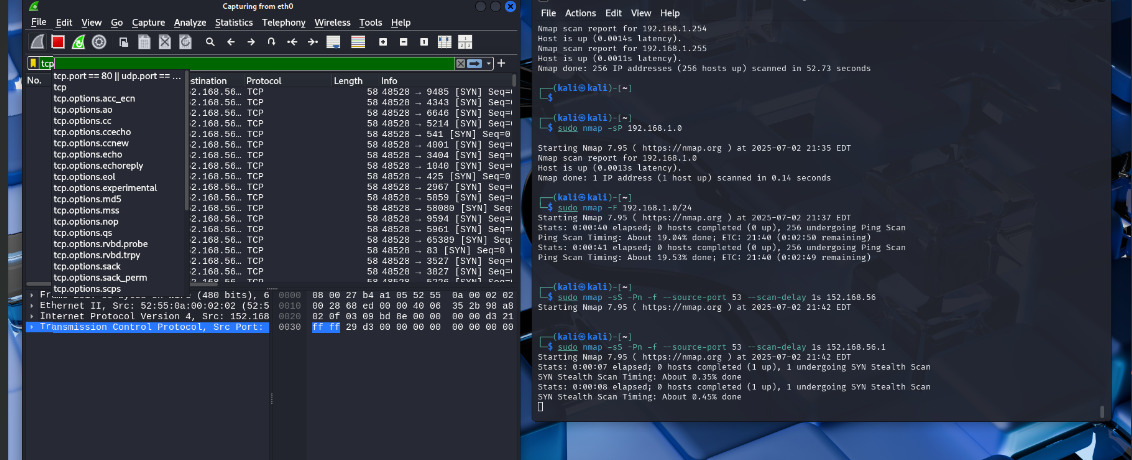 Capturing from eth0
File Edit View Go Capture Analyze Statistics Telephony Wireless Tools Help
tcp
tcp.port == 80 || udp.port == ...
tcp
tcp.options.acc_ecn
tcp.options.ao
tcp.options.cc
tcp.options.ccecho
tcp.options.ccnew
tcp.options.echo
tcp.options.echoreply
tcp.options.eol
tcp.options.experimental
tcp.options.md5
tcp.options.mss
tcp.options.nop
tcp.options.qs
tcp.options.rvbd.probe
tcp.options.rvbd.trpy
tcp.options.sack
tcp.options.sack_perm
tcp.options.scps
No. stination Protocol Length Info
2.168.56… TCP 58 48528 → 9485 [SYN] Seq=
2.168.56… TCP 58 48528 → 4343 [SYN] Seq=
2.168.56… TCP 58 48528 → 6646 [SYN] Seq=
2.168.56… TCP 58 48528 → 5214 [SYN] Seq=
2.168.56… TCP 58 48528 → 541 [SYN] Seq=0
2.168.56… TCP 58 48528 → 4001 [SYN] Seq=
2.168.56… TCP 58 48528 → 3404 [SYN] Seq=
2.168.56… TCP 58 48528 → 1040 [SYN] Seq=
2.168.56… TCP 58 48528 → 425 [SYN] Seq=0
2.168.56… TCP 58 48528 → 2967 [SYN] Seq=
2.168.56… TCP 58 48528 → 5059 [SYN] Seq=
2.168.56… TCP 58 48528 → 58080 [SYN] Seq
2.168.56… TCP 58 48528 → 9594 [SYN] Seq=
2.168.56… TCP 58 48528 → 5961 [SYN] Seq=
2.168.56… TCP 58 48528 → 65389 [SYN] Seq
2.168.56… TCP 58 48528 → 83 [SYN] Seq=0
2.168.56… TCP 58 48528 → 3527 [SYN] Seq=
2.168.56… TCP 58 48528 → 3827 [SYN] Seq=
(480 bits), 6
Ethernet II, Src: 52:55:0a:00:02:02 (52:5
Internet Protocol Version 4, Src: 152.168
Transmission Control Protocol, Src Port:
0000 08 00 27 b4 a1 05 52 55 0a 00 02 02
0010 00 28 68 ed 00 00 40 06 35 2b 98 a8
0020 02 0f 03 09 bd 8e 00 00 00 00 d3 21
0030 ff ff 29 d3 00 00 00 00 00 00 00 00
File Actions Edit View Help
Nmap scan report for 192.168.1.254
Host is up (0.0014s latency).
Nmap scan report for 192.168.1.255
Host is up (0.0011s latency).
Nmap done: 256 IP addresses (256 hosts up) scanned in 52.73 seconds
┌──(kali㉿kali)-[~]
└─$
┌──(kali㉿kali)-[~]
└─$ sudo nmap -sP 192.168.1.0
Starting Nmap 7.95 ( https://nmap.org ) at 2025-07-02 21:35 EDT
Nmap scan report for 192.168.1.0
Host is up (0.0013s latency).
Nmap done: 1 IP address (1 host up) scanned in 0.14 seconds
┌──(kali㉿kali)-[~]
└─$ sudo nmap -F 192.168.1.0/24
Starting Nmap 7.95 ( https://nmap.org ) at 2025-07-02 21:37 EDT
Stats: 0:00:40 elapsed; 0 hosts completed (0 up), 256 undergoing Ping Scan
Ping Scan Timing: About 19.04% done; ETC: 21:40 (0:02:50 remaining)
Stats: 0:00:41 elapsed; 0 hosts completed (0 up), 256 undergoing Ping Scan
Ping Scan Timing: About 19.53% done; ETC: 21:40 (0:02:49 remaining)
┌──(kali㉿kali)-[~]
└─$ sudo nmap -sS -Pn -f --source-port 53 --scan-delay 1s 152.168.56
Starting Nmap 7.95 ( https://nmap.org ) at 2025-07-02 21:42 EDT
┌──(kali㉿kali)-[~]
└─$ sudo nmap -sS -Pn -f --source-port 53 --scan-delay 1s 152.168.56.1
Starting Nmap 7.95 ( https://nmap.org ) at 2025-07-02 21:42 EDT
Stats: 0:00:07 elapsed; 0 hosts completed (1 up), 1 undergoing SYN Stealth Scan
SYN Stealth Scan Timing: About 0.35% done
Stats: 0:00:08 elapsed; 0 hosts completed (1 up), 1 undergoing SYN Stealth Scan
SYN Stealth Scan Timing: About 0.45% done